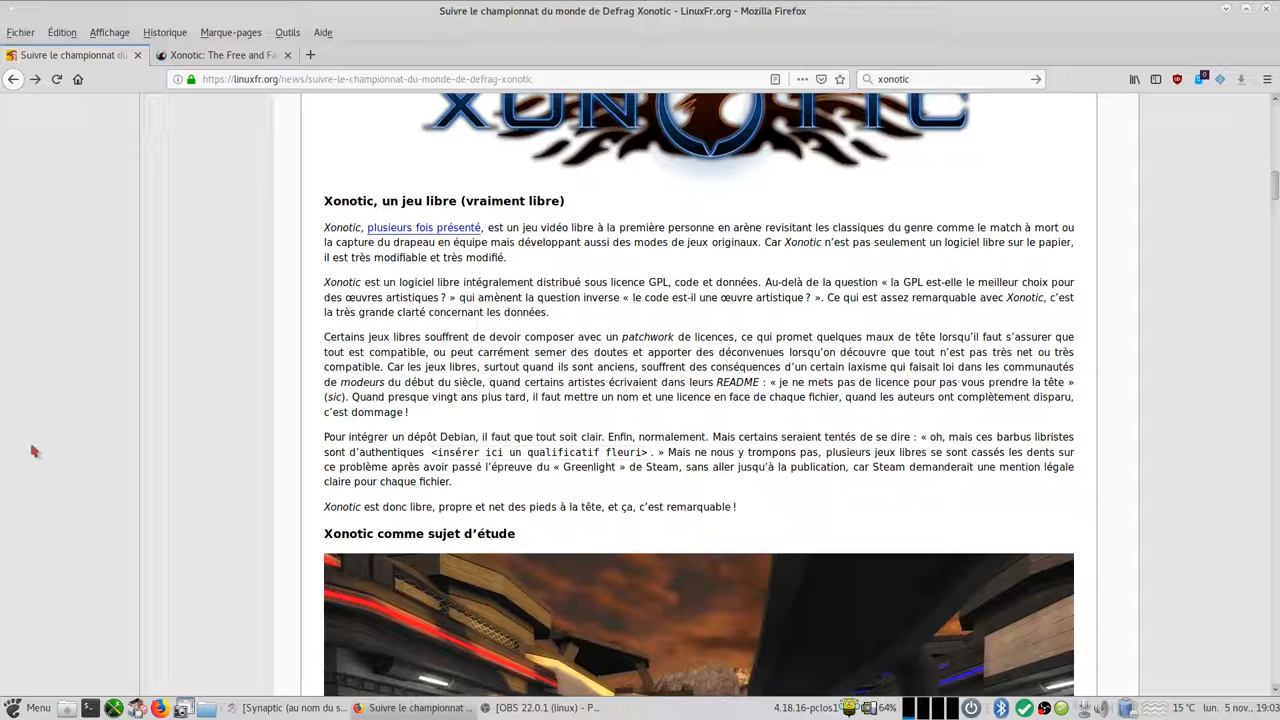 Suivre le championnat du monde de Defrag Xonotic - LinuxFr.org - Mozilla Firefox
Fichier Édition Affichage Historique Marque-pages Outils Aide
Suivre le championnat du Xonotic: The Free and Fa
https://linuxfr.org/news/suivre-le-championnat-du-monde-de-defrag-xonotic xonotic
XONOTIC
Xonotic, un jeu libre (vraiment libre)
Xonotic, plusieurs fois présenté, est un jeu vidéo libre à la première personne en arène revisitant les classiques du genre comme le match à mort ou
la capture du drapeau en équipe mais développant aussi des modes de jeux originaux. Car Xonotic n’est pas seulement un logiciel libre sur le papier,
il est très modifiable et très modifié.
Xonotic est un logiciel libre intégralement distribué sous licence GPL, code et données. Au-delà de la question « la GPL est-elle le meilleur choix pour
des œuvres artistiques ? » qui amènent la question inverse « le code est-il une œuvre artistique ? ». Ce qui est assez remarquable avec Xonotic, c’est
la très grande clarté concernant les données.
Certains jeux libres souffrent de devoir composer avec un patchwork de licences, ce qui promet quelques maux de tête lorsqu’il faut s’assurer que
tout est compatible, ou peut carrément semer des doutes et apporter des déconvenues lorsqu’on découvre que tout n’est pas très net ou très
compatible. Car les jeux libres, surtout quand ils sont anciens, souffrent des conséquences d’un certain laxisme qui faisait loi dans les communautés
de modeurs du début du siècle, quand certains artistes écrivaient dans leurs README : « je ne mets pas de licence pour pas vous prendre la tête »
(sic). Quand presque vingt ans plus tard, il faut mettre un nom et une licence en face de chaque fichier, quand les auteurs ont complètement disparu,
c’est dommage !
Pour intégrer un dépôt Debian, il faut que tout soit clair. Enfin, normalement. Mais certains seraient tentés de se dire : « oh, mais ces barbus libristes
sont d’authentiques <insérer ici un qualificatif fleuri>. » Mais ne nous y trompons pas, plusieurs jeux libres se sont cassés les dents sur
ce problème après avoir passé l’épreuve du « Greenlight » de Steam, sans aller jusqu’à la publication, car Steam demanderait une mention légale
claire pour chaque fichier.
Xonotic est donc libre, propre et net des pieds à la tête, et ça, c’est remarquable !
Xonotic comme sujet d’étude
Menu Synaptic (au nom du s... Suivre le championnat ... [OBS 22.0.1 (linux) - P... 4.18.16-pclos1 64% 15 °C lun. 5 nov., 19:03